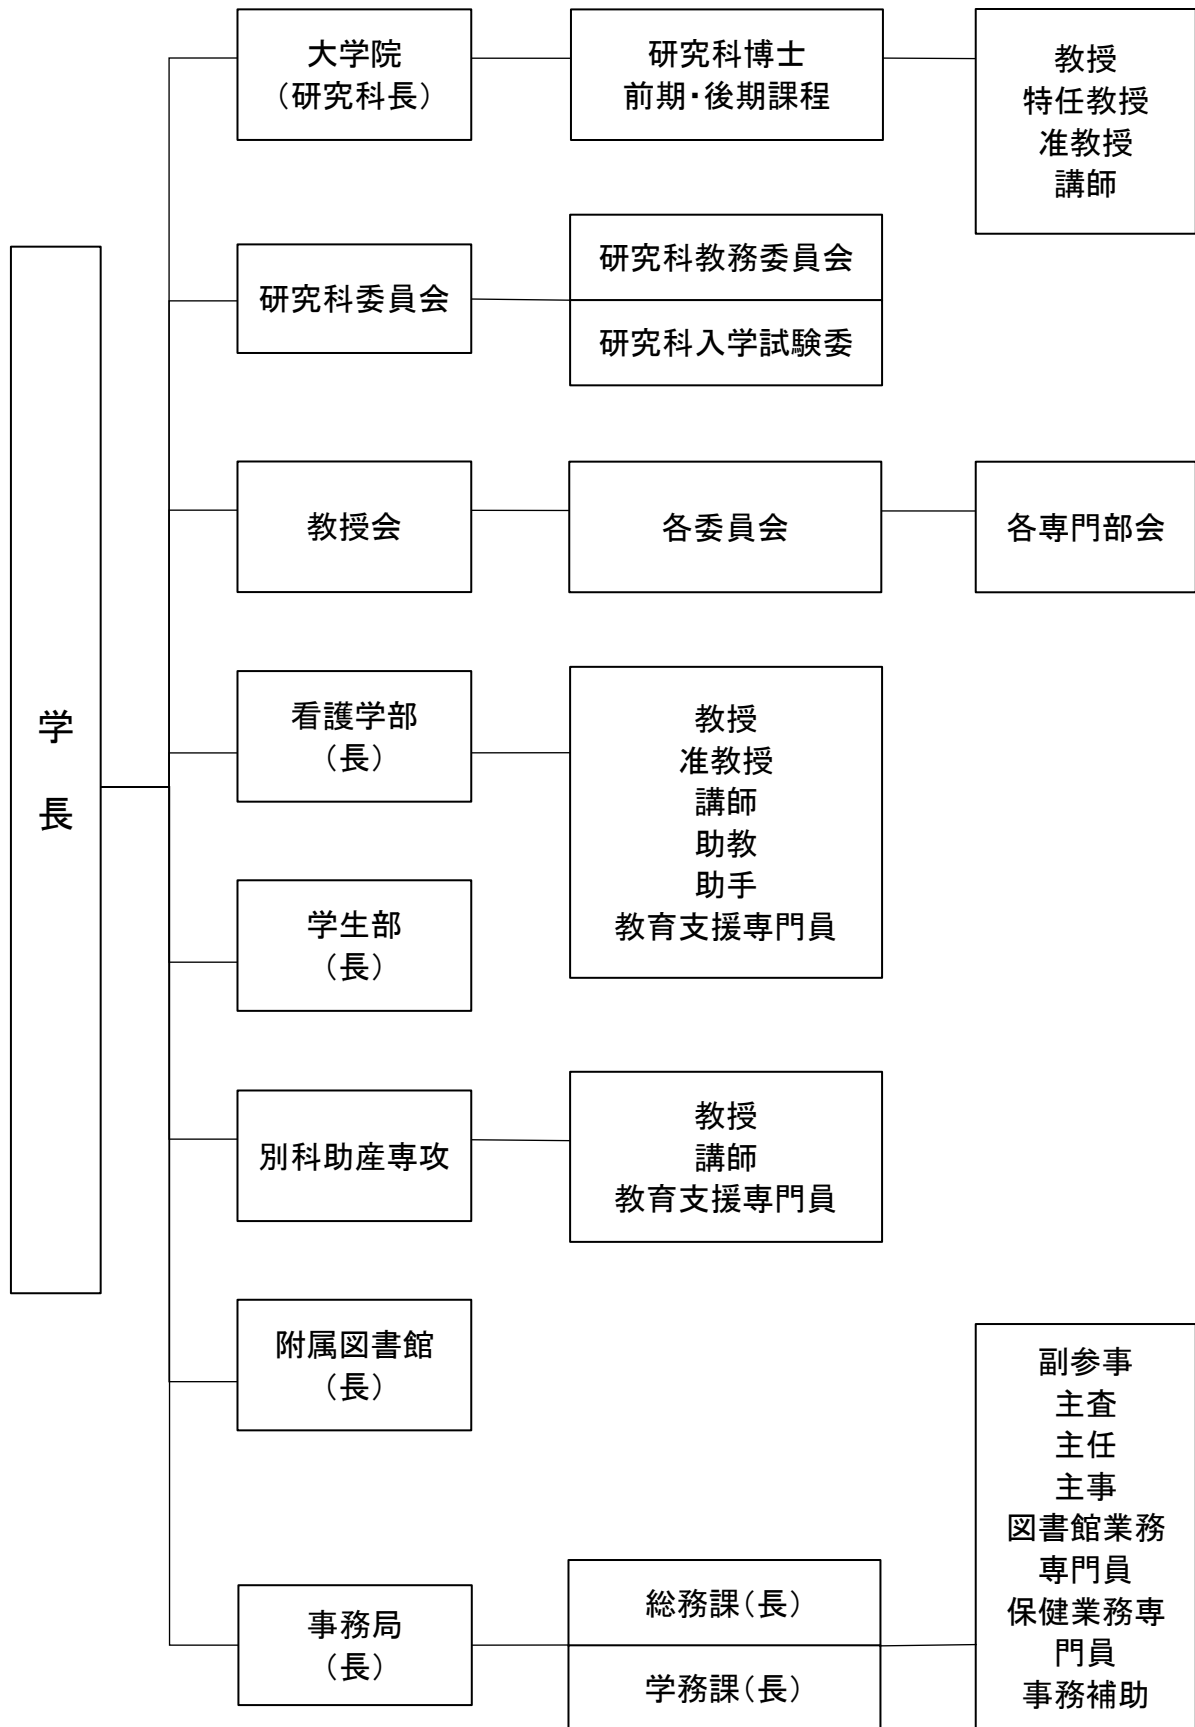 大学院
（研究科長）
研究科博士
前期・後期課程
教授
特任教授
准教授
講師
学
長
研究科委員会
研究科教務委員会
研究科入学試験委
教授会
各委員会
各専門部会
看護学部
（長）
教授
准教授
講師
助教
助手
教育支援専門員
学生部
（長）
別科助産専攻
教授
講師
教育支援専門員
附属図書館
（長）
事務局
（長）
総務課（長）
学務課（長）
副参事
主査
主任
主事
図書館業務
専門員
保健業務専
門員
事務補助